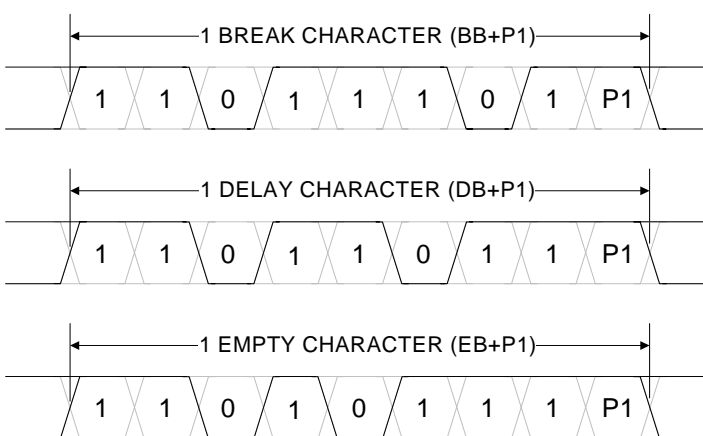 1 BREAK CHARACTER (BB+P1)
1 1 0 1 1 1 0 1 P1
1 DELAY CHARACTER (DB+P1)
1 1 0 1 1 0 1 1 P1
1 EMPTY CHARACTER (EB+P1)
1 1 0 1 0 1 1 1 P1